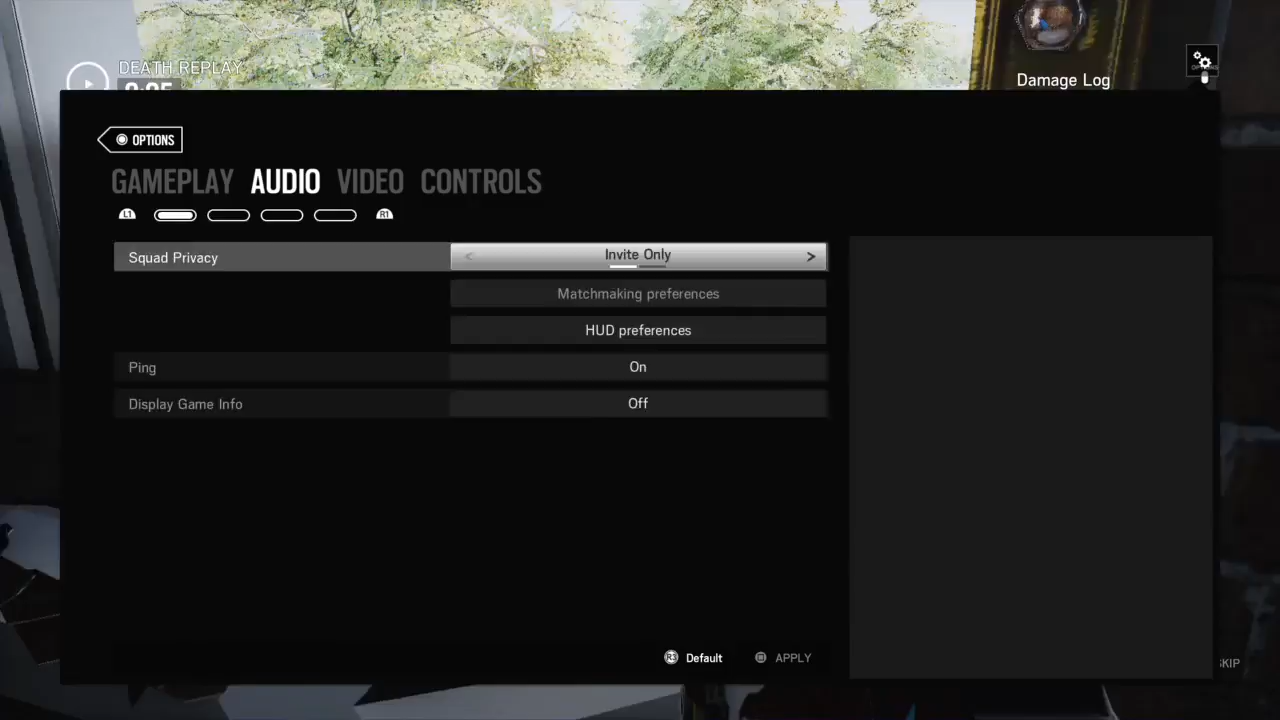 DEATH REPLAY
Damage Log
OPTIONS
GAMEPLAY AUDIO VIDEO CONTROLS
L1 R1
Squad Privacy < Invite Only >
Matchmaking preferences
HUD preferences
Ping On
Display Game Info Off
R3 Default APPLY
SKIP